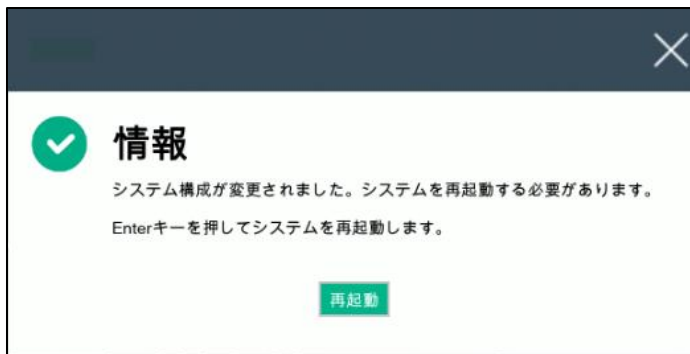 情報
システム構成が変更されました。システムを再起動する必要があります。
Enterキーを押してシステムを再起動します。
再起動